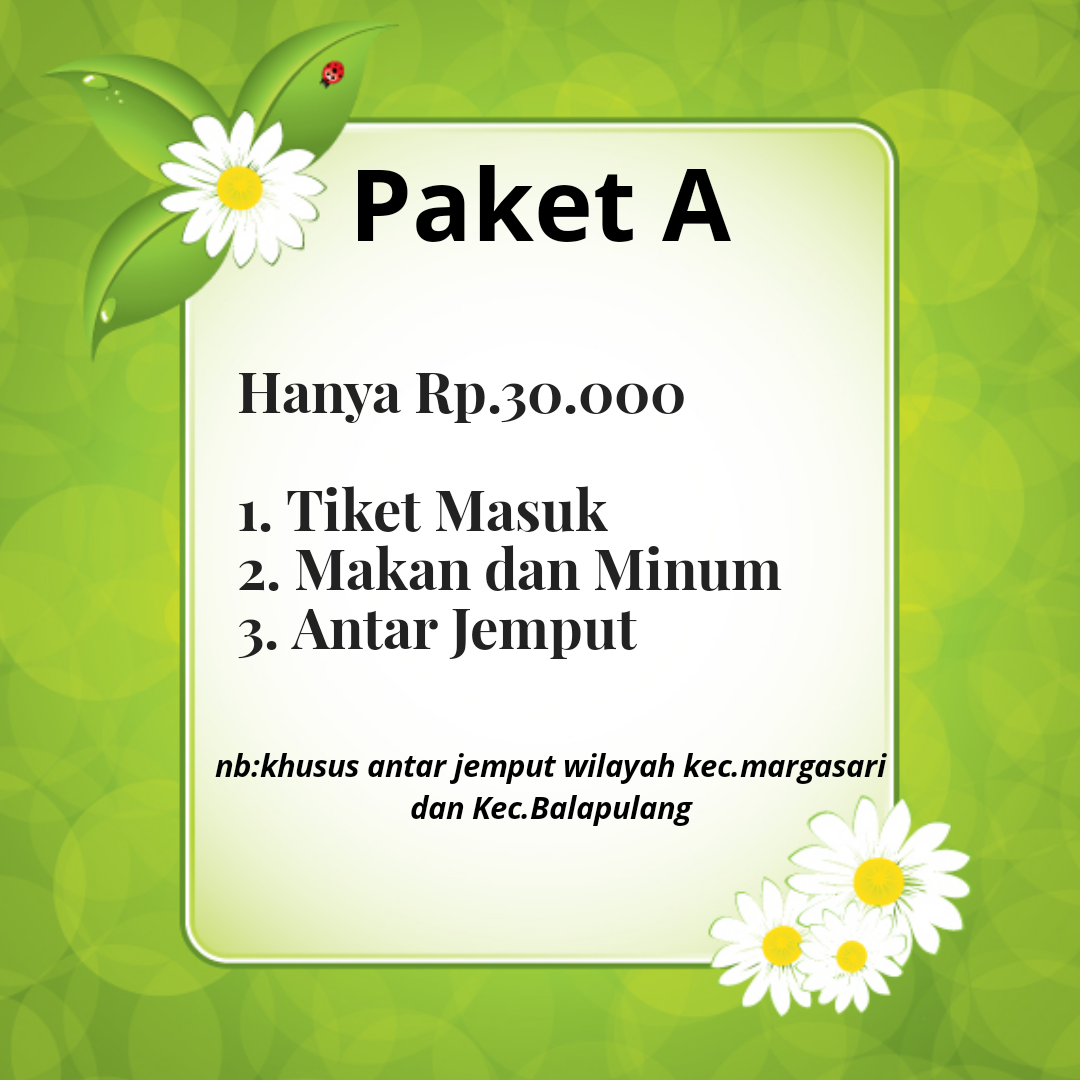 Paket A
Hanya Rp.30.000
1. Tiket Masuk
2. Makan dan Minum
3. Antar Jemput
nb:khusus antar jemput wilayah kec.margasari
dan Kec.Balapulang